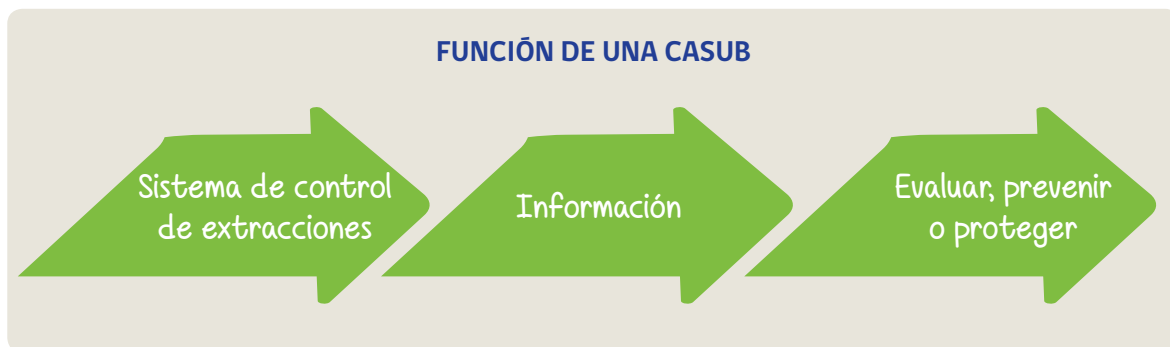 FUNCIÓN DE UNA CASUB
Sistema de control
de extracciones
Información
Evaluar, prevenir
o proteger